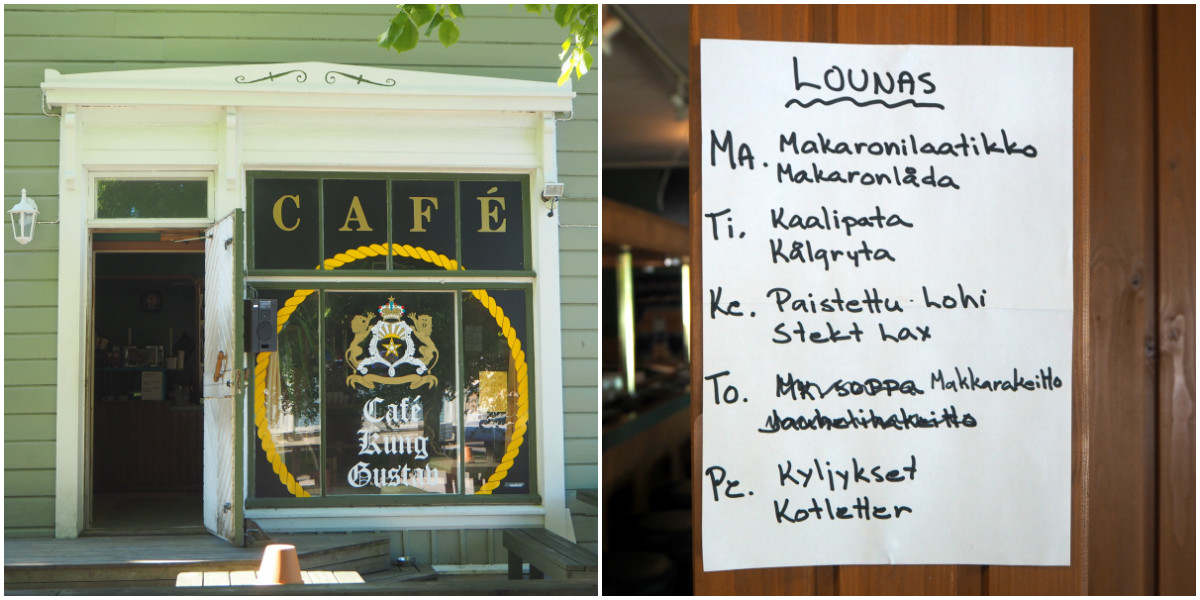 CAFÉ
Café
Kung
Gustav
LOUNAS
MA. Makaronilaatikko
Makaronlåda
Ti. Kaalipata
Kålgryta
Ke. Paistettu Lohi
Stekt Lax
To. Makkarakeitto
Pe. Kyljykset
Kotletter